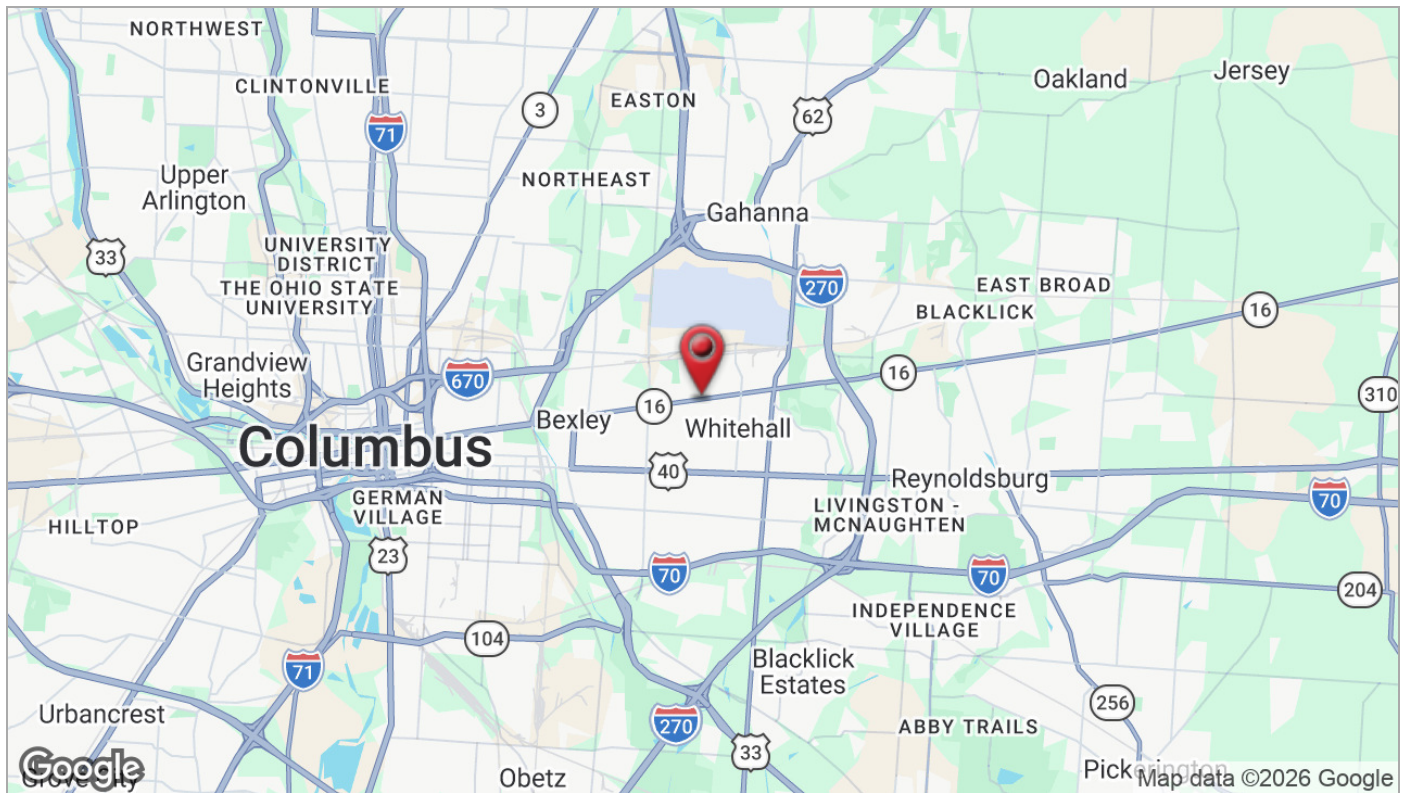 NORTHWEST
CLINTONVILLE
71
3
EASTON
62
Oakland
Jersey
Upper
Arlington
NORTHEAST
Gahanna
33
UNIVERSITY
DISTRICT
THE OHIO STATE
UNIVERSITY
270
EAST BROAD
BLACKLICK
16
Grandview
Heights
670
16
16
310
Bexley
Whitehall
Columbus
40
Reynoldsburg
70
GERMAN
VILLAGE
LIVINGSTON -
MCNAUGHTEN
HILLTOP
23
70
70
204
INDEPENDENCE
VILLAGE
104
71
Blacklick
Estates
256
Urbancrest
270
33
ABBY TRAILS
Google
Grove City
Obetz
Pickerington
Map data ©2026 Google